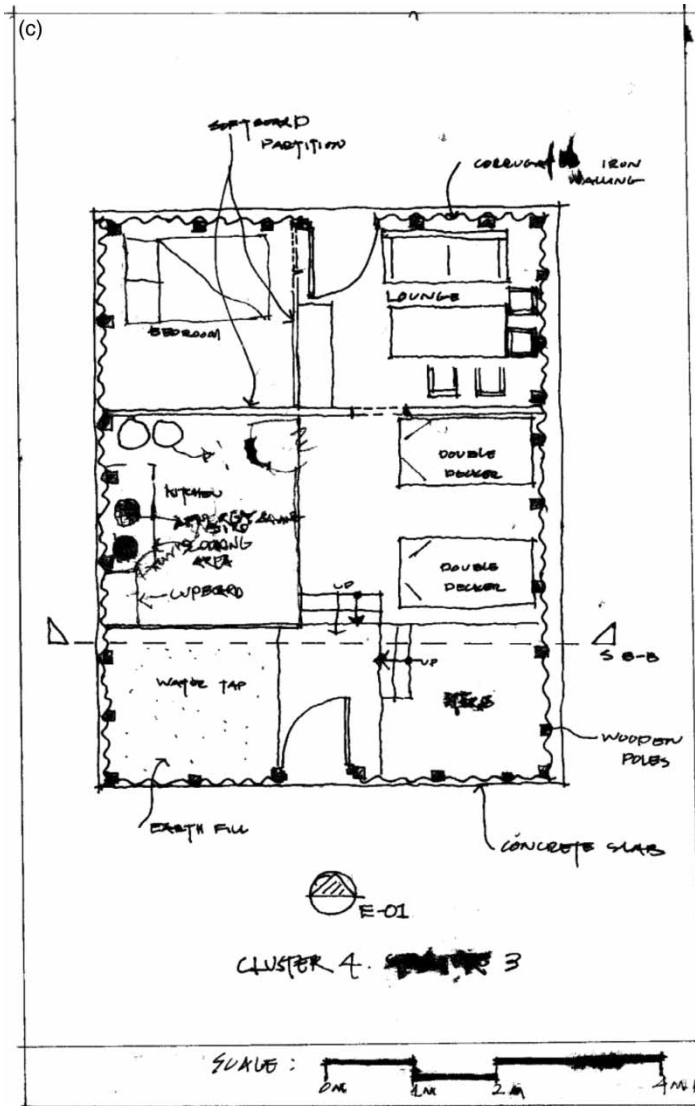 (c)
SOFTBOARD
PARTITION
IRON
WALLING
LOUNGE
BEDROOM
DOUBLE
DECKER
KITCHEN
AREA
CUPBOARD
DOUBLE
DECKER
UP
S B-B
WATER TAP
UP
WOODEN
POLES
EARTH FILL
CONCRETE SLAB
E-01
CLUSTER 4. 3
SCALE :
0M 1M 2M 4M